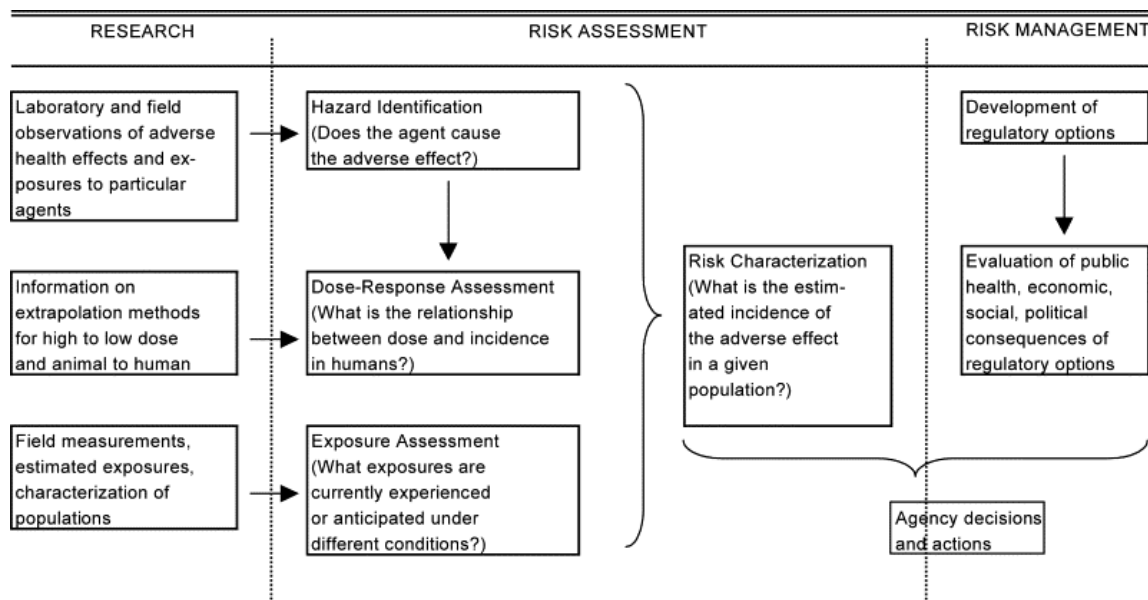 RESEARCH
RISK ASSESSMENT
RISK MANAGEMENT
Laboratory and field
observations of adverse
health effects and ex-
posures to particular
agents
Hazard Identification
(Does the agent cause
the adverse effect?)
Development of
regulatory options
Information on
extrapolation methods
for high to low dose
and animal to human
Dose-Response Assessment
(What is the relationship
between dose and incidence
in humans?)
Risk Characterization
(What is the estim-
ated incidence of
the adverse effect
in a given
population?)
Evaluation of public
health, economic,
social, political
consequences of
regulatory options
Field measurements,
estimated exposures,
characterization of
populations
Exposure Assessment
(What exposures are
currently experienced
or anticipated under
different conditions?)
Agency decisions
and actions